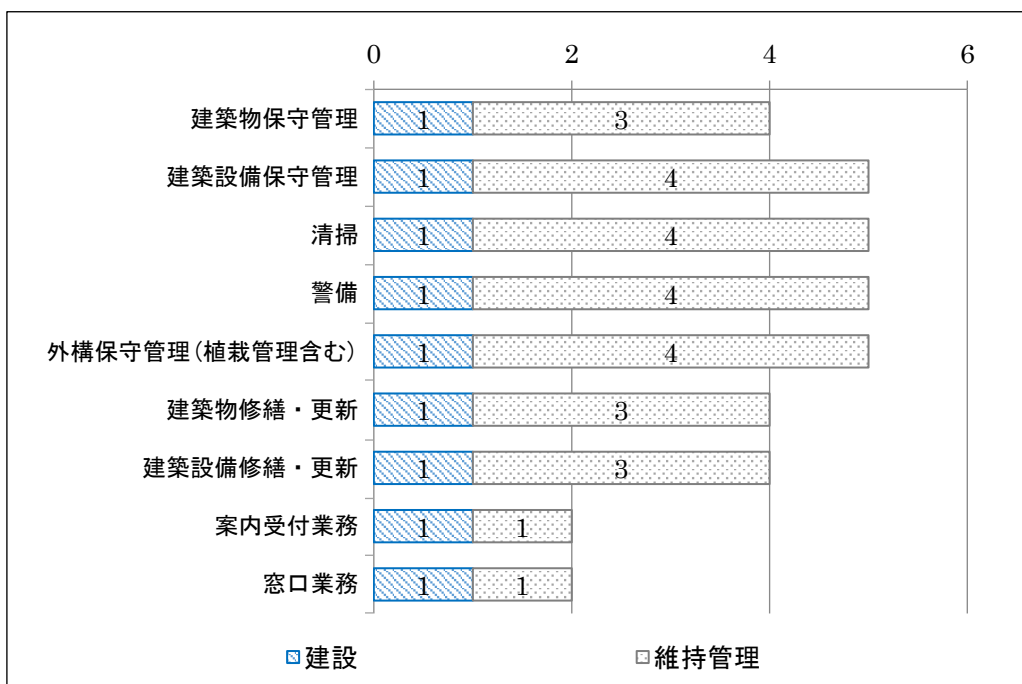 0 2 4 6
建築物保守管理 1 3
建築設備保守管理 1 4
清掃 1 4
警備 1 4
外構保守管理(植栽管理含む) 1 4
建築物修繕・更新 1 3
建築設備修繕・更新 1 3
案内受付業務 1 1
窓口業務 1 1
建設 維持管理